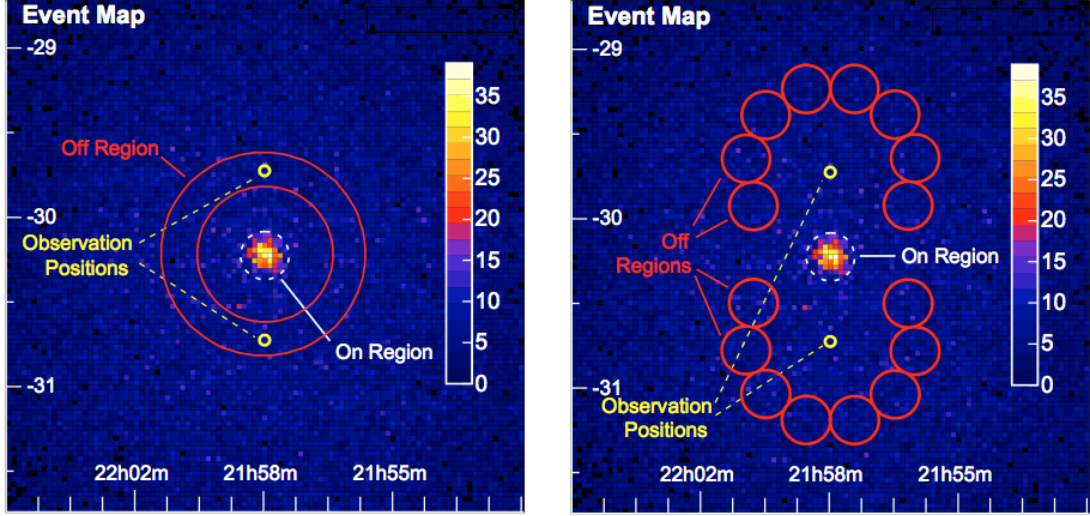 Event Map
-29
Off Region
-30
Observation
Positions
On Region
-31
35
30
25
20
15
10
5
0
22h02m
21h58m
21h55m
Event Map
-29
-30
Off
Regions
On Region
-31
Observation
Positions
35
30
25
20
15
10
5
0
22h02m
21h58m
21h55m